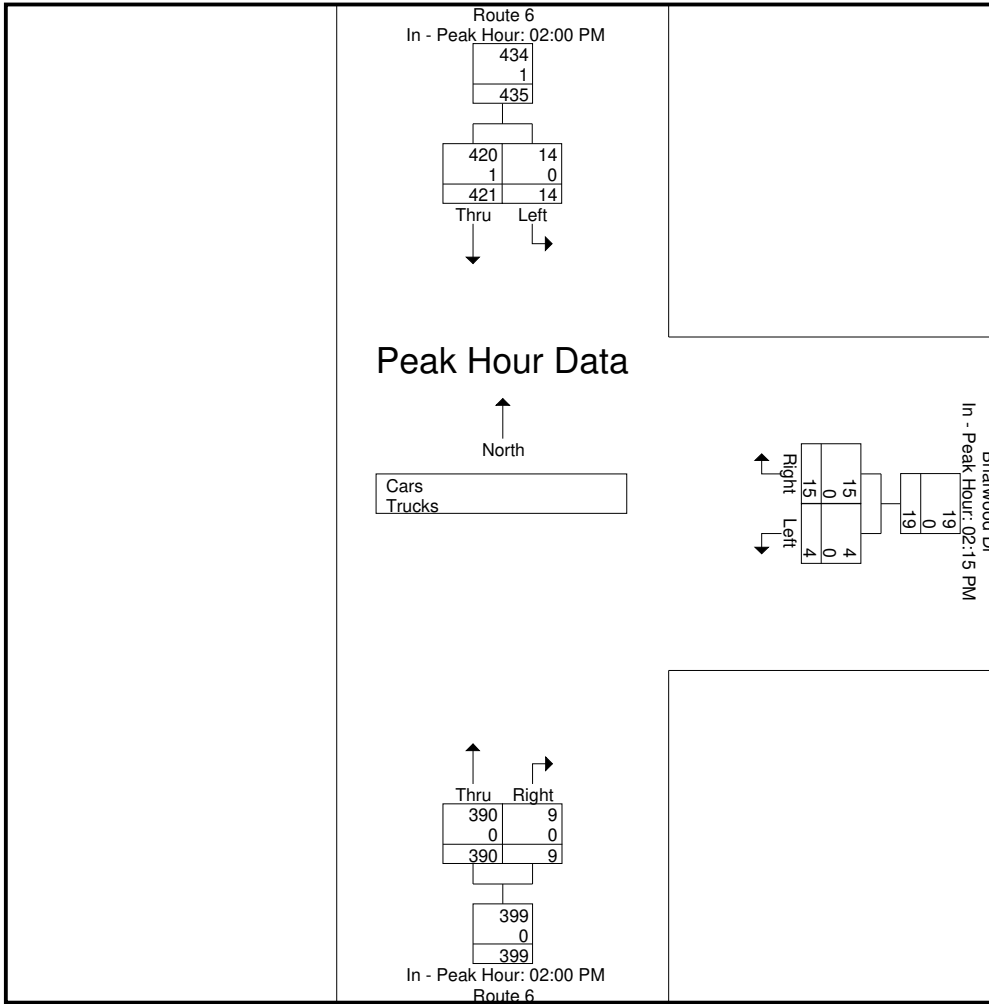 Route 6
In - Peak Hour: 02:00 PM
434
1
435
420 14
1 0
421 14
Thru Left
Peak Hour Data
North
Cars
Trucks
In - Peak Hour: 02:15 PM
19
0
19
Right Left
15 4
0 0
15 4
Thru Right
390 9
0 0
390 9
399
0
399
In - Peak Hour: 02:00 PM
Route 6